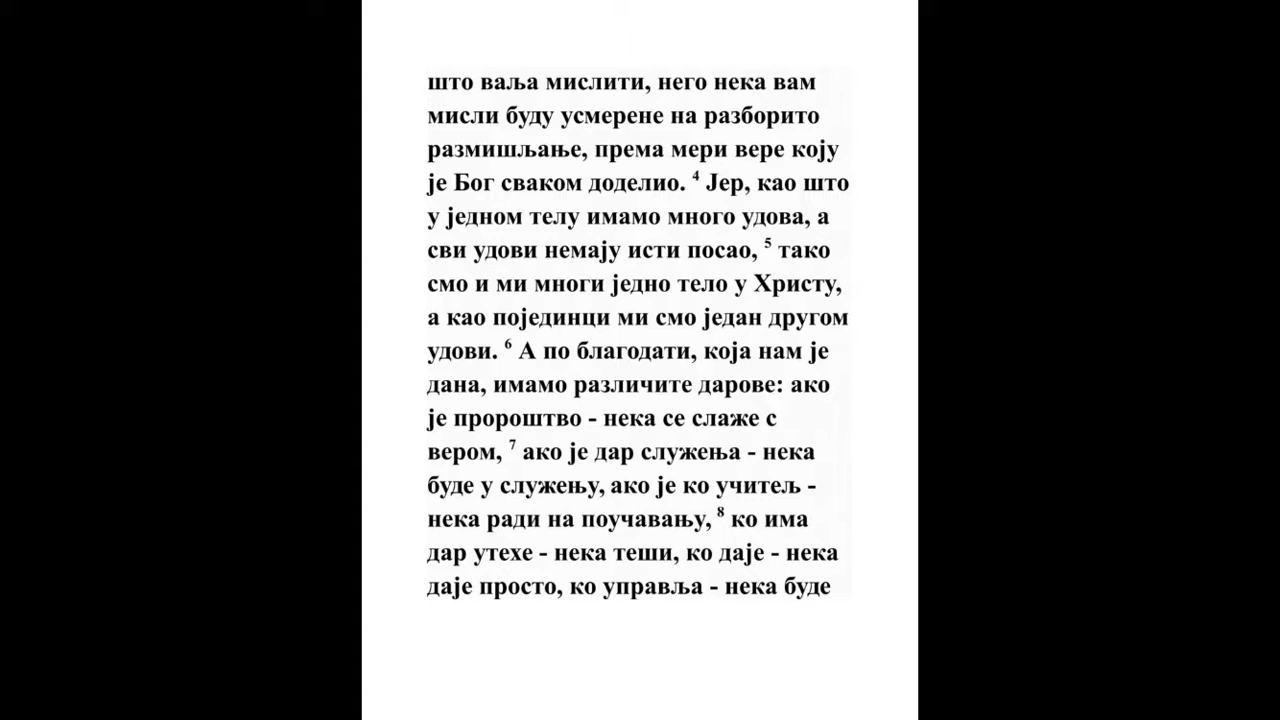 што ваља мислити, него нека вам
мисли буду усмерене на разборито
размишљање, према мери вере коју
је Бог сваком доделио. ⁴ Јер, као што
у једном телу имамо много удова, а
сви удови немају исти посао, ⁵ тако
смо и ми многи једно тело у Христу,
а као појединци ми смо један другом
удови. ⁶ А по благодати, која нам је
дана, имамо различите дарове: ако
је пророштво - нека се слаже с
вером, ⁷ ако је дар служења - нека
буде у служењу, ако је ко учитељ -
нека ради на поучавању, ⁸ ко има
дар утехе - нека теши, ко даје - нека
даје просто, ко управља - нека буде